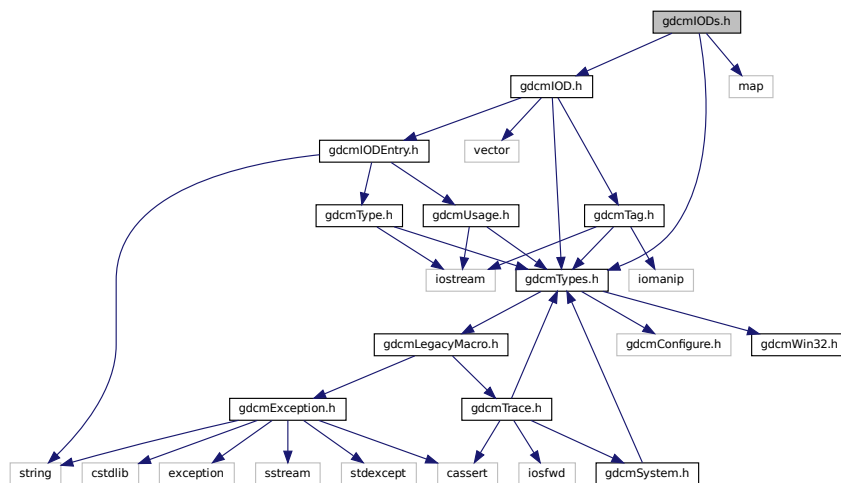 gdcmIODs.h
gdcmIOD.h
map
gdcmIODEntry.h
vector
gdcmType.h
gdcmUsage.h
gdcmTag.h
iostream
gdcmTypes.h
iomanip
gdcmLegacyMacro.h
gdcmConfigure.h
gdcmWin32.h
gdcmException.h
gdcmTrace.h
string
cstdlib
exception
sstream
stdexcept
cassert
iosfwd
gdcmSystem.h